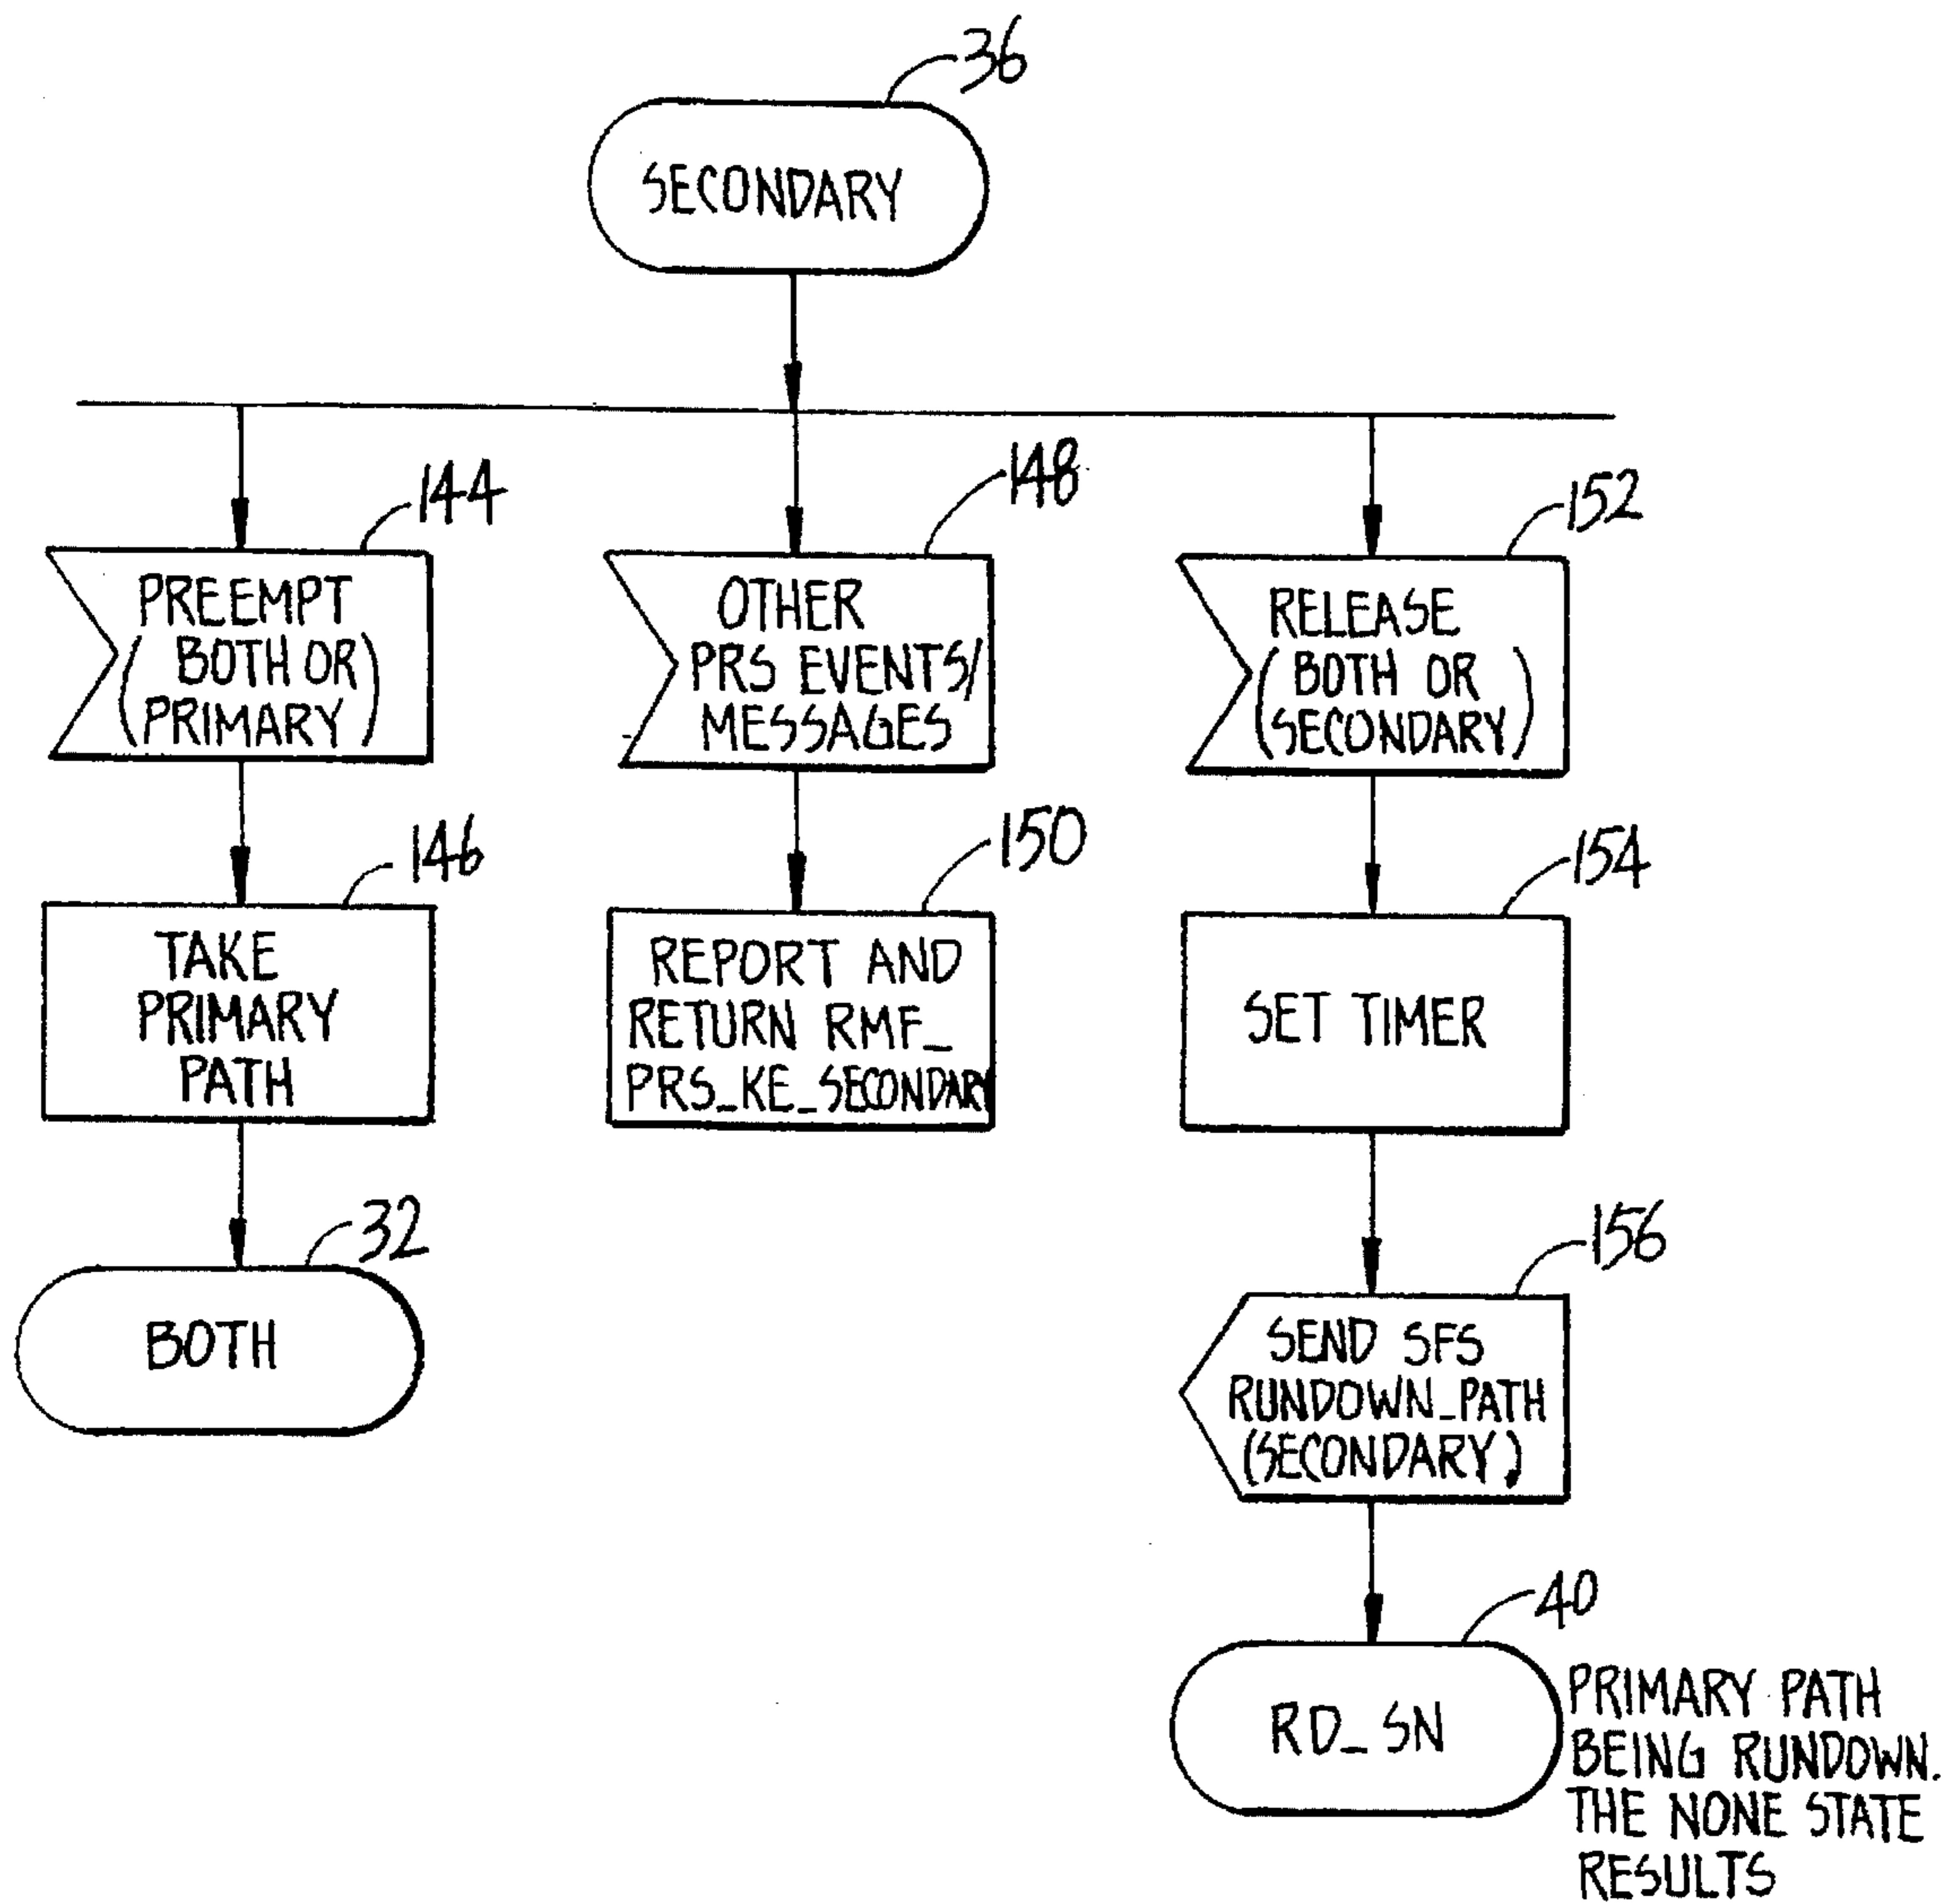 36
SECONDARY
144
PREEMPT
( BOTH OR )
(PRIMARY)
148
OTHER
PRS EVENTS/
MESSAGES
152
RELEASE
( BOTH OR )
(SECONDARY)
146
TAKE
PRIMARY
PATH
150
REPORT AND
RETURN RMF_
PRS_KE_SECONDARY
154
SET TIMER
32
BOTH
156
SEND SFS
RUNDOWN_PATH
(SECONDARY)
40
RD_SN
PRIMARY PATH
BEING RUNDOWN.
THE NONE STATE
RESULTS